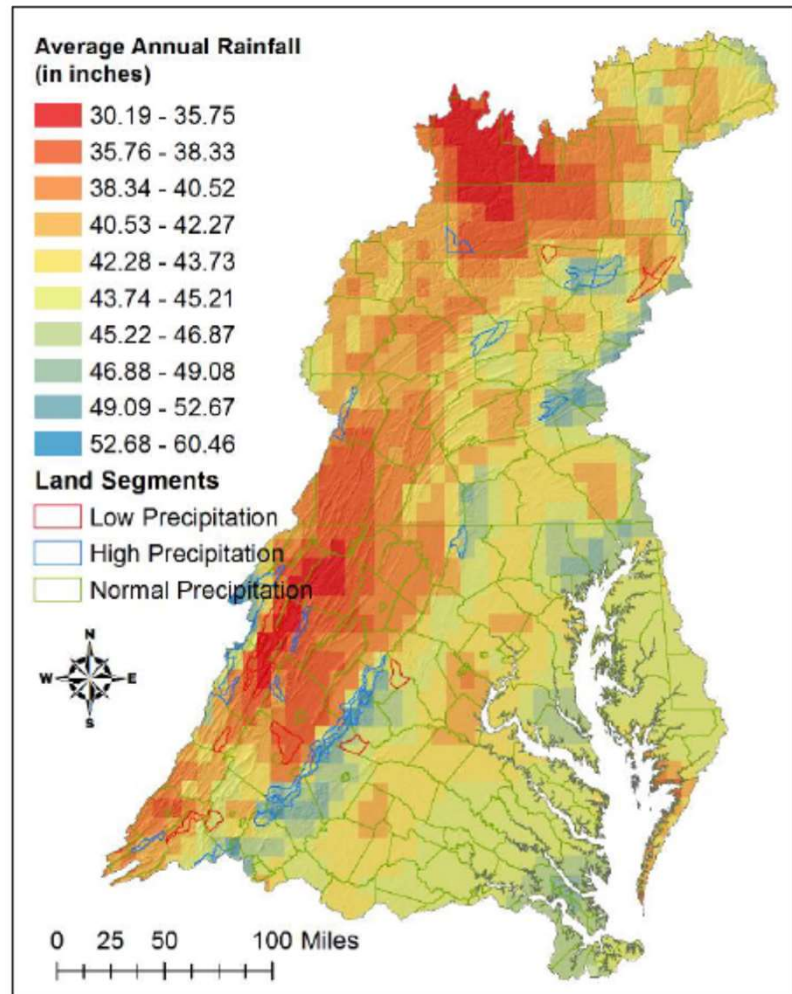 Average Annual Rainfall
(in inches)
30.19 - 35.75
35.76 - 38.33
38.34 - 40.52
40.53 - 42.27
42.28 - 43.73
43.74 - 45.21
45.22 - 46.87
46.88 - 49.08
49.09 - 52.67
52.68 - 60.46
Land Segments
Low Precipitation
High Precipitation
Normal Precipitation
N
W E
S
0 25 50 100 Miles